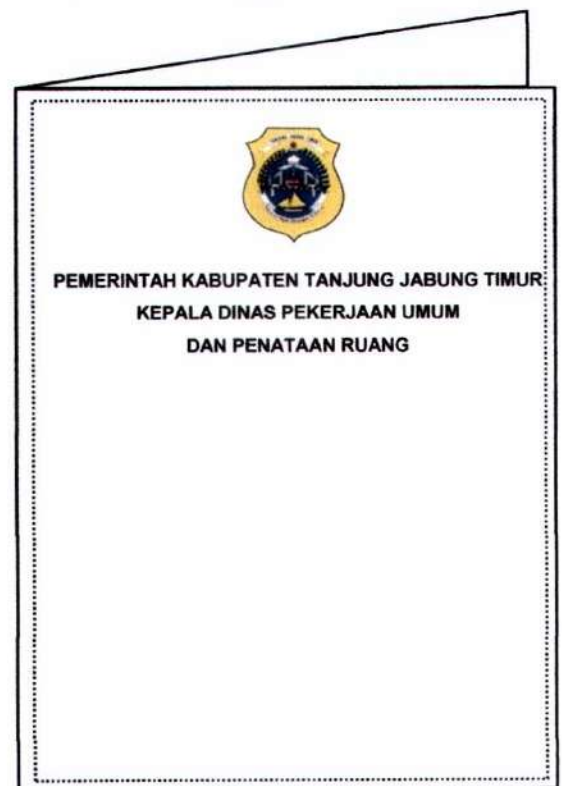 PEMERINTAH KABUPATEN TANJUNG JABUNG TIMUR
KEPALA DINAS PEKERJAAN UMUM
DAN PENATAAN RUANG